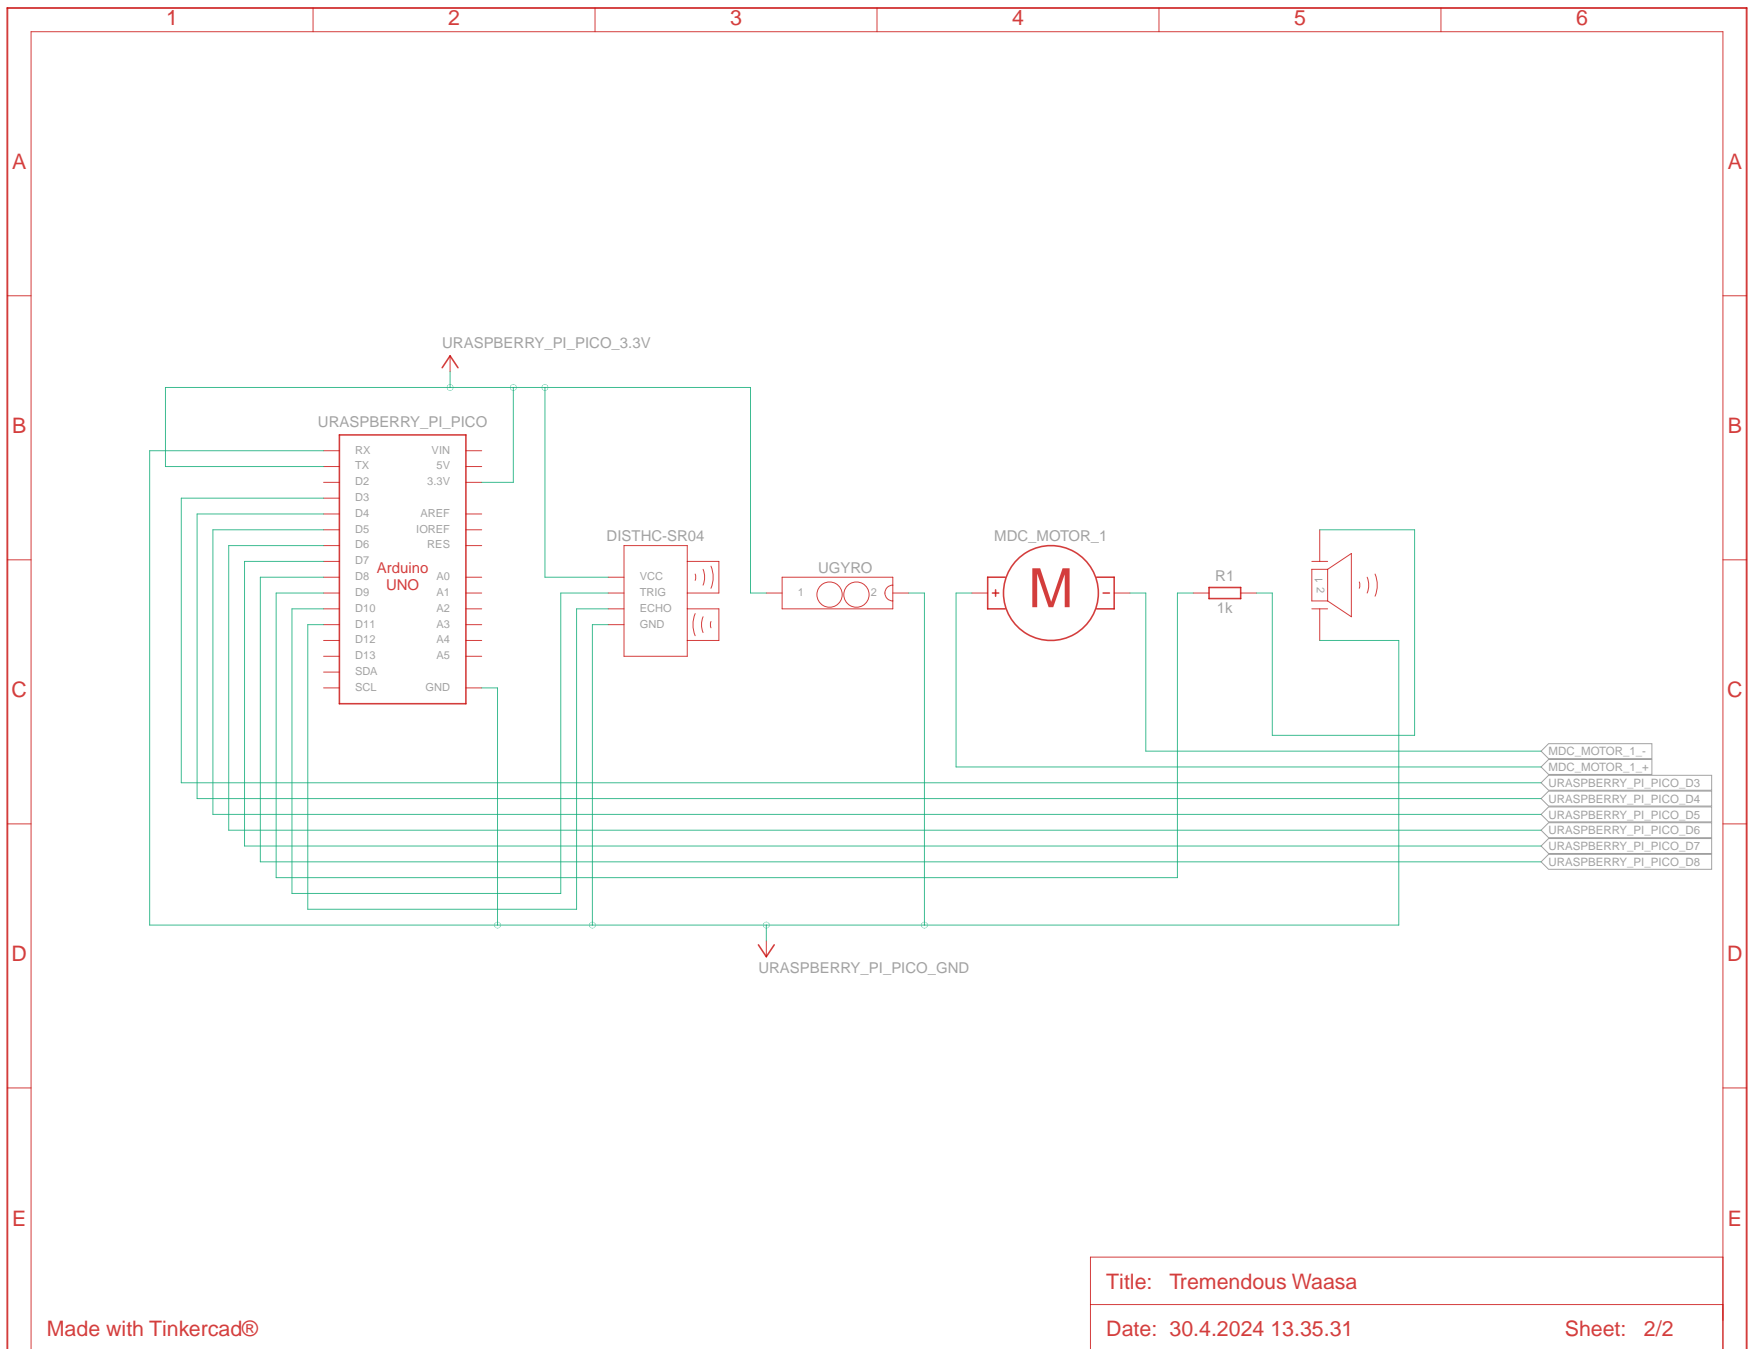 1 2 3 4 5 6
A A
URASPBERRY_PI_PICO_3.3V
B B
URASPBERRY_PI_PICO
RX VIN
TX 5V
D2 3.3V
D3
D4 AREF
D5 IOREF
D6 RES
D7
D8 A0
D9 A1
D10 A2
D11 A3
D12 A4
D13 A5
SDA
SCL GND
Arduino
UNO
DISTHC-SR04
VCC
TRIG
ECHO
GND
UGYRO
1 2
MDC_MOTOR_1
+ M -
R1
1k
1 2
C C
MDC_MOTOR_1_-
MDC_MOTOR_1_+
URASPBERRY_PI_PICO_D3
URASPBERRY_PI_PICO_D4
URASPBERRY_PI_PICO_D5
URASPBERRY_PI_PICO_D6
URASPBERRY_PI_PICO_D7
URASPBERRY_PI_PICO_D8
D D
URASPBERRY_PI_PICO_GND
E E
Title: Tremendous Waasa
Made with Tinkercad®
Date: 30.4.2024 13.35.31 Sheet: 2/2